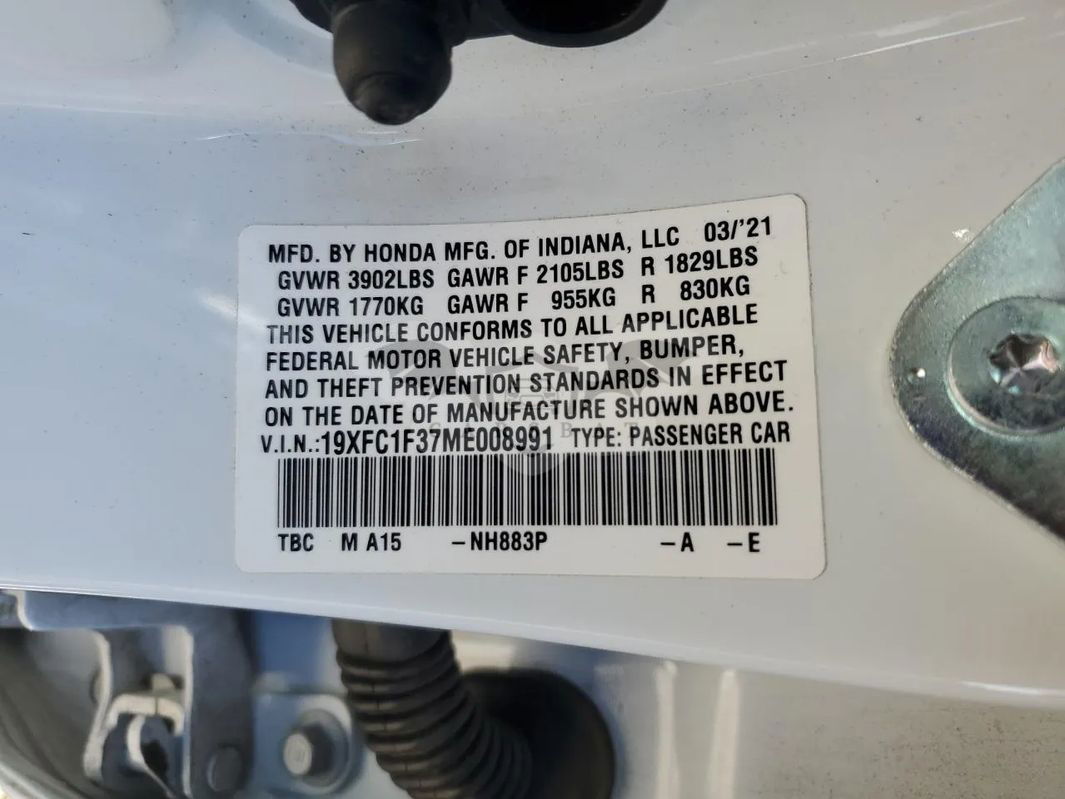 MFD. BY HONDA MFG. OF INDIANA, LLC 03/'21
GVWR 3902LBS GAWR F 2105LBS R 1829LBS
GVWR 1770KG GAWR F 955KG R 830KG
THIS VEHICLE CONFORMS TO ALL APPLICABLE
FEDERAL MOTOR VEHICLE SAFETY, BUMPER,
AND THEFT PREVENTION STANDARDS IN EFFECT
ON THE DATE OF MANUFACTURE SHOWN ABOVE.
V.I.N.:19XFC1F37ME008991 TYPE: PASSENGER CAR
TBC M A15 -NH883P -A -E